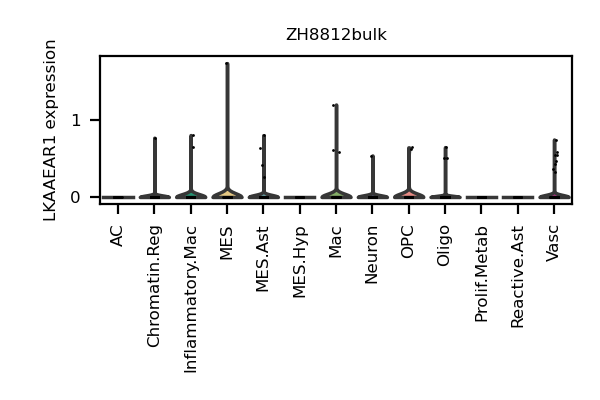 ZH8812bulk
LKAAEAR1 expression
1
0
AC
Chromatin.Reg
Inflammatory.Mac
MES
MES.Ast
MES.Hyp
Mac
Neuron
OPC
Oligo
Prolif.Metab
Reactive.Ast
Vasc